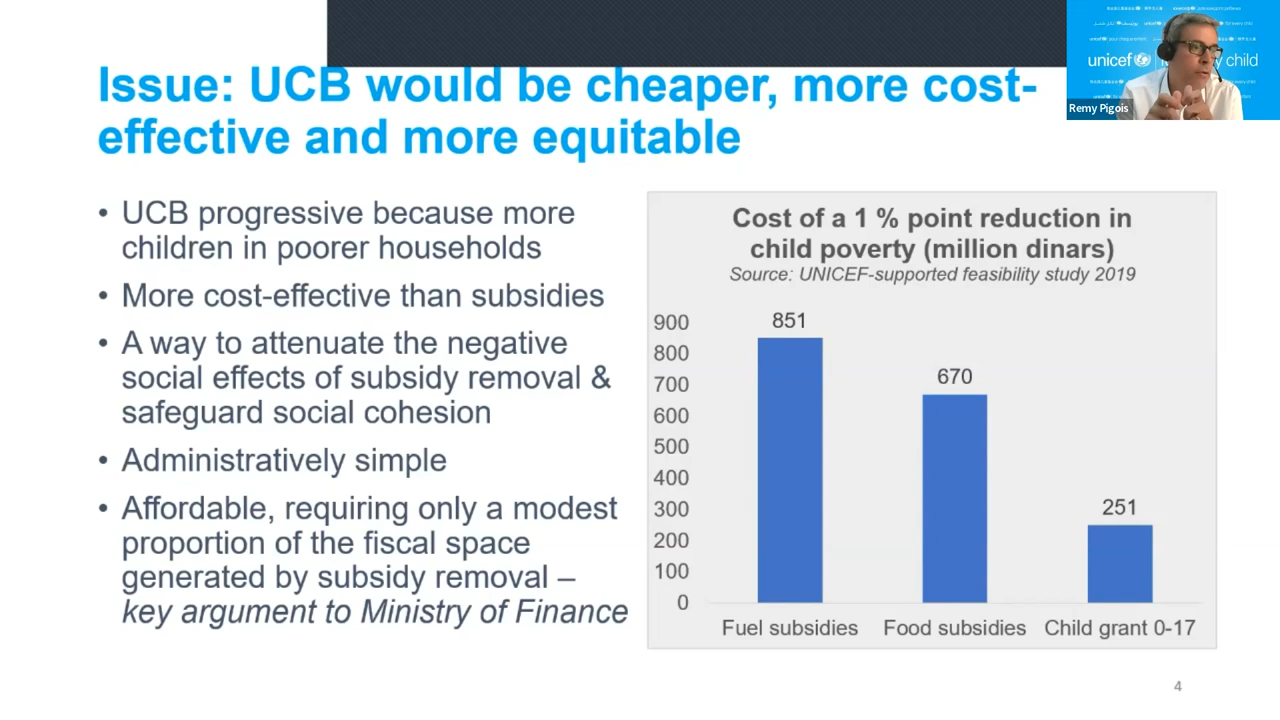 Issue: UCB would be cheaper, more cost-
effective and more equitable
• UCB progressive because more
children in poorer households
• More cost-effective than subsidies
• A way to attenuate the negative
social effects of subsidy removal &
safeguard social cohesion
• Administratively simple
• Affordable, requiring only a modest
proportion of the fiscal space
generated by subsidy removal –
key argument to Ministry of Finance
Cost of a 1 % point reduction in
child poverty (million dinars)
Source: UNICEF-supported feasibility study 2019
900
800
700
600
500
400
300
200
100
0
851
670
251
Fuel subsidies
Food subsidies
Child grant 0-17
4
unicef
child
Remy Pigois